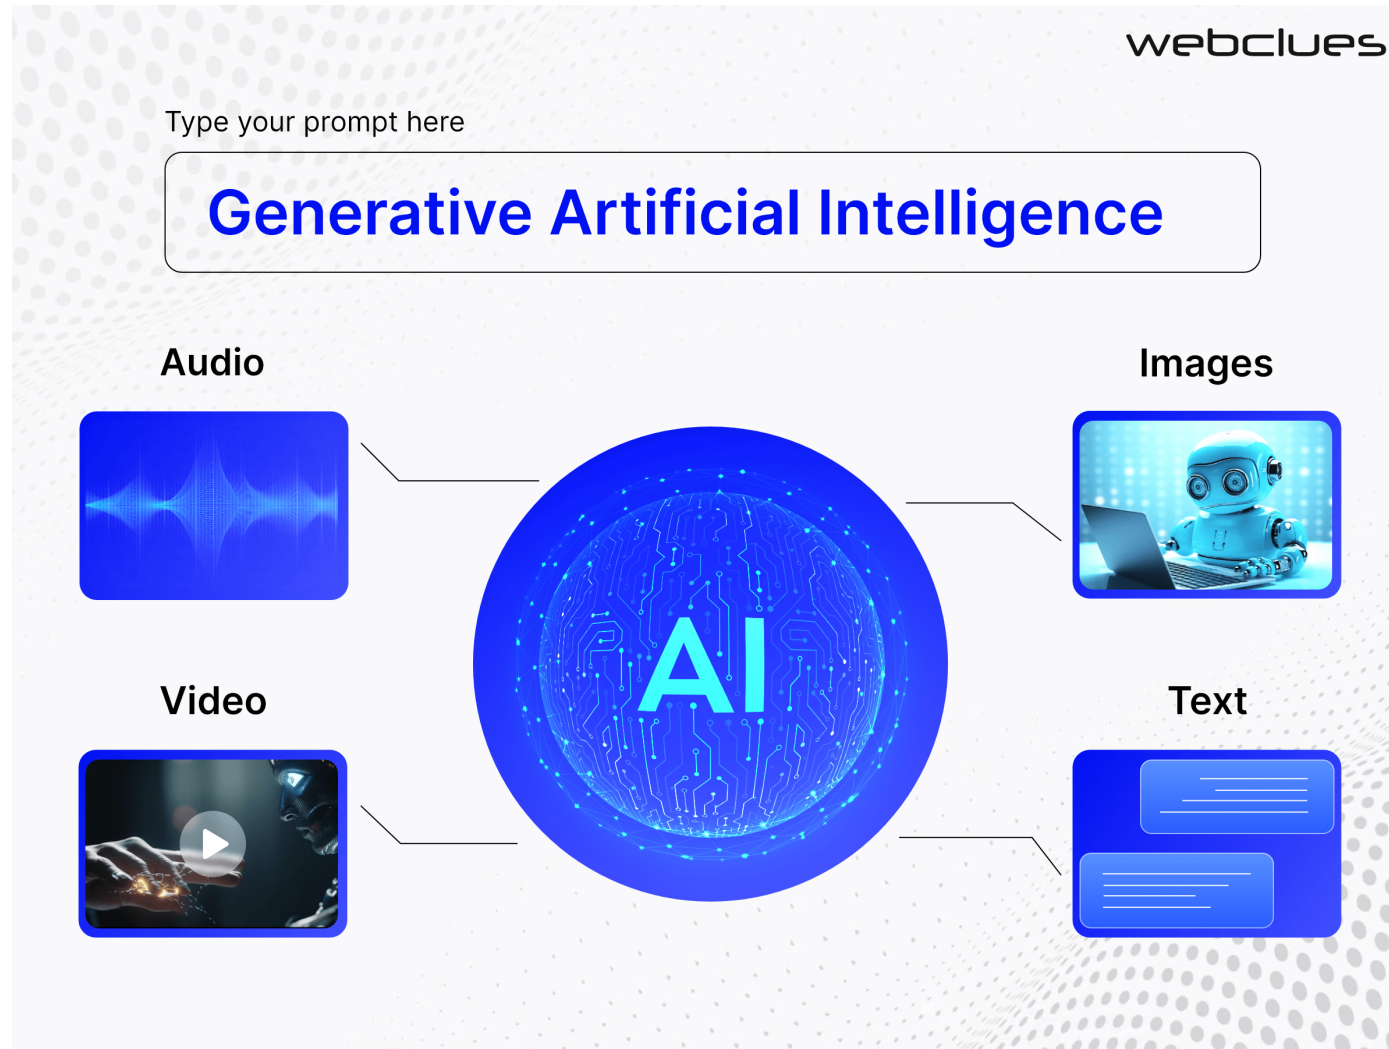 webclues
Type your prompt here
Generative Artificial Intelligence
Audio
Images
AI
Video
Text